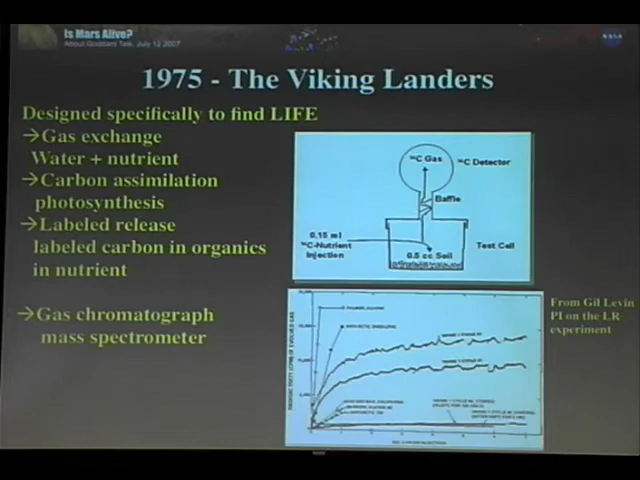 Is Mars Alive?
About Goddard Talk, July 12 2007
NASA
1975 - The Viking Landers
Designed specifically to find LIFE
→Gas exchange
Water + nutrient
→Carbon assimilation
photosynthesis
→Labeled release
labeled carbon in organics
in nutrient
→Gas chromatograph
mass spectrometer
¹⁴C Gas
¹⁴C Detector
Baffle
0.15 ml
¹⁴C-Nutrient
Injection
0.5 cc Soil
Test Cell
From Gil Levin
PI on the LR
experiment